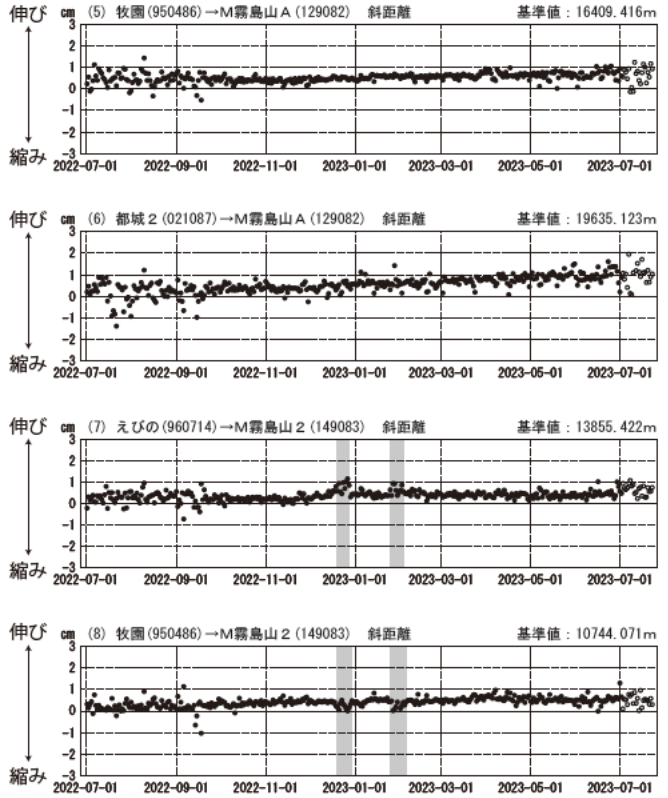 伸び cm (5) 牧園(950486)→M霧島山A(129082) 斜距離 基準値:16409.416m
3
2
1
0
-1
-2
-3
縮み
2022-07-01 2022-09-01 2022-11-01 2023-01-01 2023-03-01 2023-05-01 2023-07-01
伸び cm (6) 都城2(021087)→M霧島山A(129082) 斜距離 基準値:19635.123m
3
2
1
0
-1
-2
-3
縮み
2022-07-01 2022-09-01 2022-11-01 2023-01-01 2023-03-01 2023-05-01 2023-07-01
伸び cm (7) えびの(960714)→M霧島山2(149083) 斜距離 基準値:13855.422m
3
2
1
0
-1
-2
-3
縮み
2022-07-01 2022-09-01 2022-11-01 2023-01-01 2023-03-01 2023-05-01 2023-07-01
伸び cm (8) 牧園(950486)→M霧島山2(149083) 斜距離 基準値:10744.071m
3
2
1
0
-1
-2
-3
縮み
2022-07-01 2022-09-01 2022-11-01 2023-01-01 2023-03-01 2023-05-01 2023-07-01